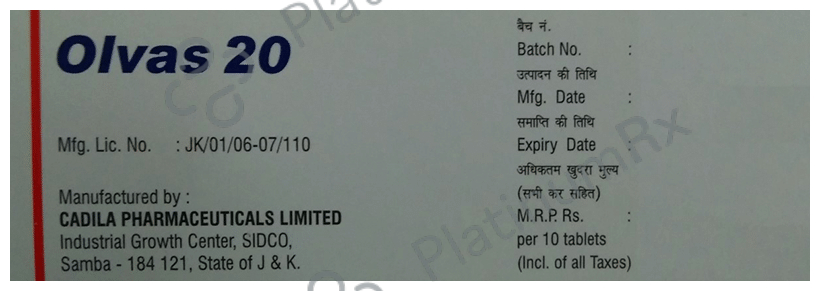 Olvas 20
Mfg. Lic. No. : JK/01/06-07/110
Manufactured by :
CADILA PHARMACEUTICALS LIMITED
Industrial Growth Center, SIDCO,
Samba - 184 121, State of J & K.
बैच नं.
Batch No. :
उत्पादन की तिथि
Mfg. Date :
समाप्ति की तिथि
Expiry Date :
अधिकतम खुदरा मुल्य
(सभी कर सहित)
M.R.P. Rs. :
per 10 tablets
(Incl. of all Taxes)
PlatinumRx